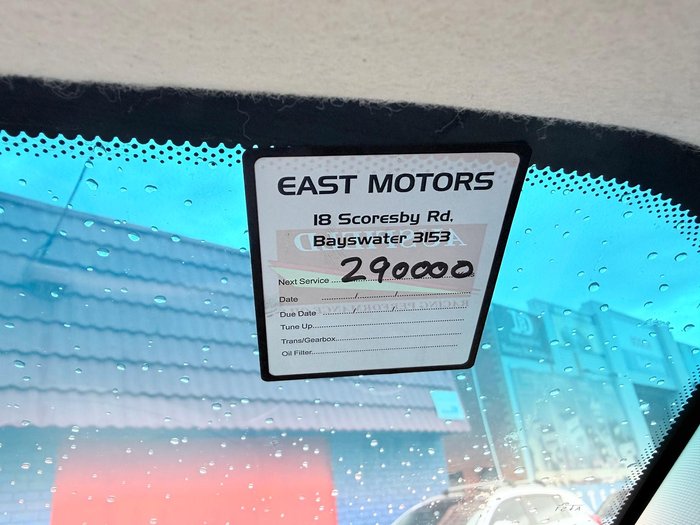 EAST MOTORS
18 Scoresby Rd,
Bayswater 3153
Next Service ........ 290000
Date ............/............/............
Due Date ............/............/............
Tune Up........................................
Trans/Gearbox........................................
Oil Filter........................................